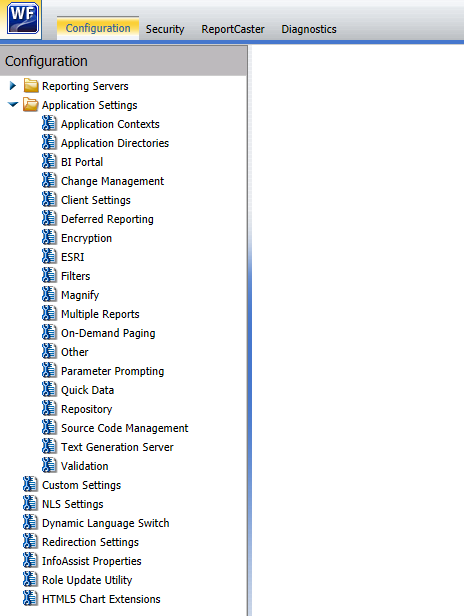 WF
Configuration Security ReportCaster Diagnostics
Configuration
Reporting Servers
Application Settings
Application Contexts
Application Directories
BI Portal
Change Management
Client Settings
Deferred Reporting
Encryption
ESRI
Filters
Magnify
Multiple Reports
On-Demand Paging
Other
Parameter Prompting
Quick Data
Repository
Source Code Management
Text Generation Server
Validation
Custom Settings
NLS Settings
Dynamic Language Switch
Redirection Settings
InfoAssist Properties
Role Update Utility
HTML5 Chart Extensions